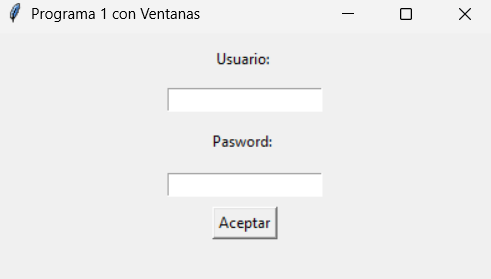 Programa 1 con Ventanas
Usuario:
Pasword:
Aceptar